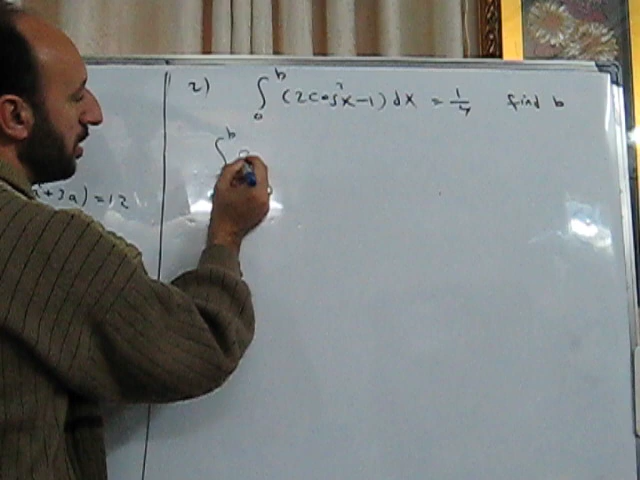 2) ∫₀ᵇ (2cos²x-1) dx = 1/4 find b
∫ᵇ
+3a) = 12